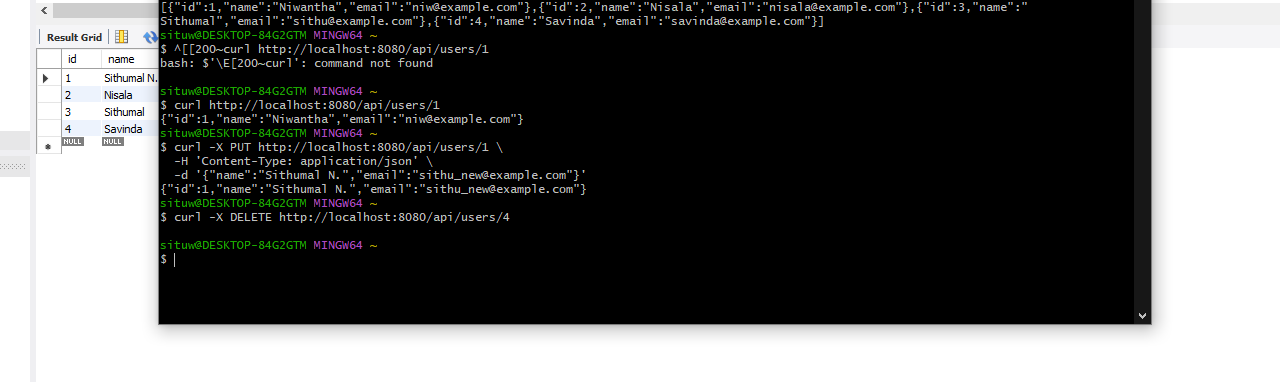 [{"id":1,"name":"Niwantha","email":"niw@example.com"},{"id":2,"name":"Nisala","email":"nisala@example.com"},{"id":3,"name":"
Sithumal","email":"sithu@example.com"},{"id":4,"name":"Savinda","email":"savinda@example.com"}]
situw@DESKTOP-84G2GTM MINGW64 ~
$ ^[[200~curl http://localhost:8080/api/users/1
bash: $'\E[200~curl': command not found
situw@DESKTOP-84G2GTM MINGW64 ~
$ curl http://localhost:8080/api/users/1
{"id":1,"name":"Niwantha","email":"niw@example.com"}
situw@DESKTOP-84G2GTM MINGW64 ~
$ curl -X PUT http://localhost:8080/api/users/1 \
-H 'Content-Type: application/json' \
-d '{"name":"Sithumal N.","email":"sithu_new@example.com"}'
{"id":1,"name":"Sithumal N.","email":"sithu_new@example.com"}
situw@DESKTOP-84G2GTM MINGW64 ~
$ curl -X DELETE http://localhost:8080/api/users/4
situw@DESKTOP-84G2GTM MINGW64 ~
$
Result Grid
id name
1 Sithumal N.
2 Nisala
3 Sithumal
4 Savinda
NULL NULL